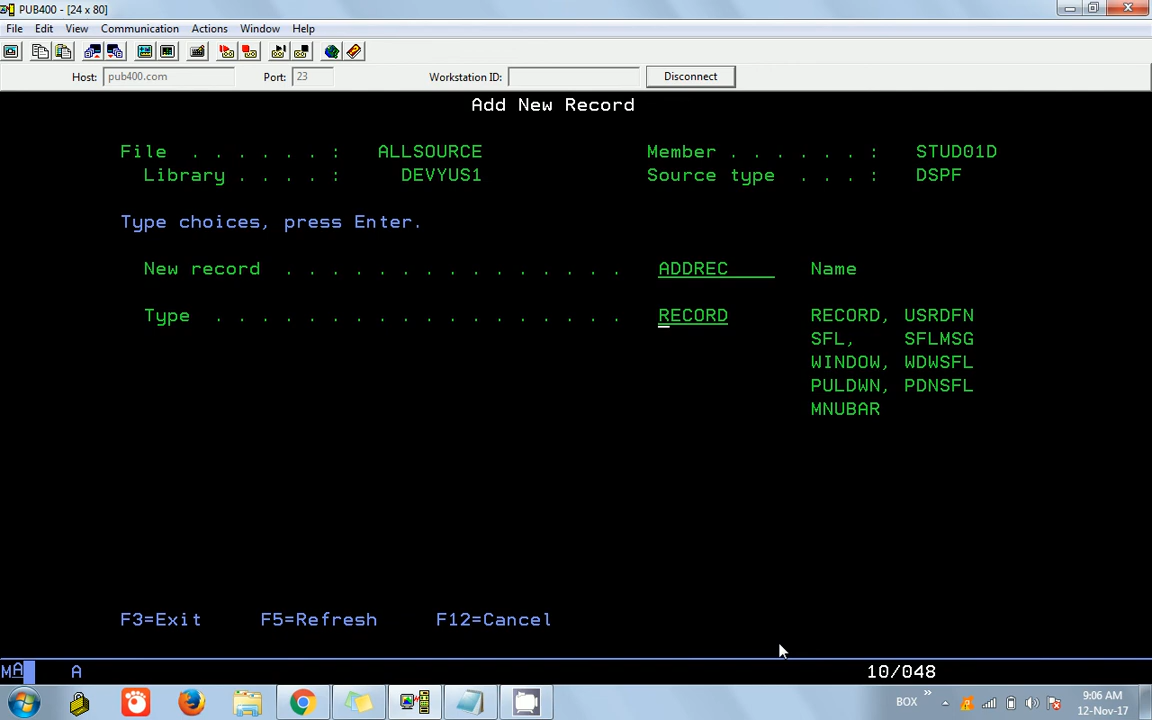 PUB400 - [24 x 80]
File Edit View Communication Actions Window Help
Host: pub400.com Port: 23 Workstation ID: Disconnect
Add New Record
File . . . . . . : ALLSOURCE Member . . . . . . : STUD01D
Library . . . . : DEVYUS1 Source type . . . : DSPF
Type choices, press Enter.
New record . . . . . . . . . . . . . . . ADDREC Name
Type . . . . . . . . . . . . . . . . . . RECORD RECORD, USRDFN
SFL, SFLMSG
WINDOW, WDWSFL
PULDWN, PDNSFL
MNUBAR
F3=Exit F5=Refresh F12=Cancel
MA A 10/048
BOX » 9:06 AM
12-Nov-17